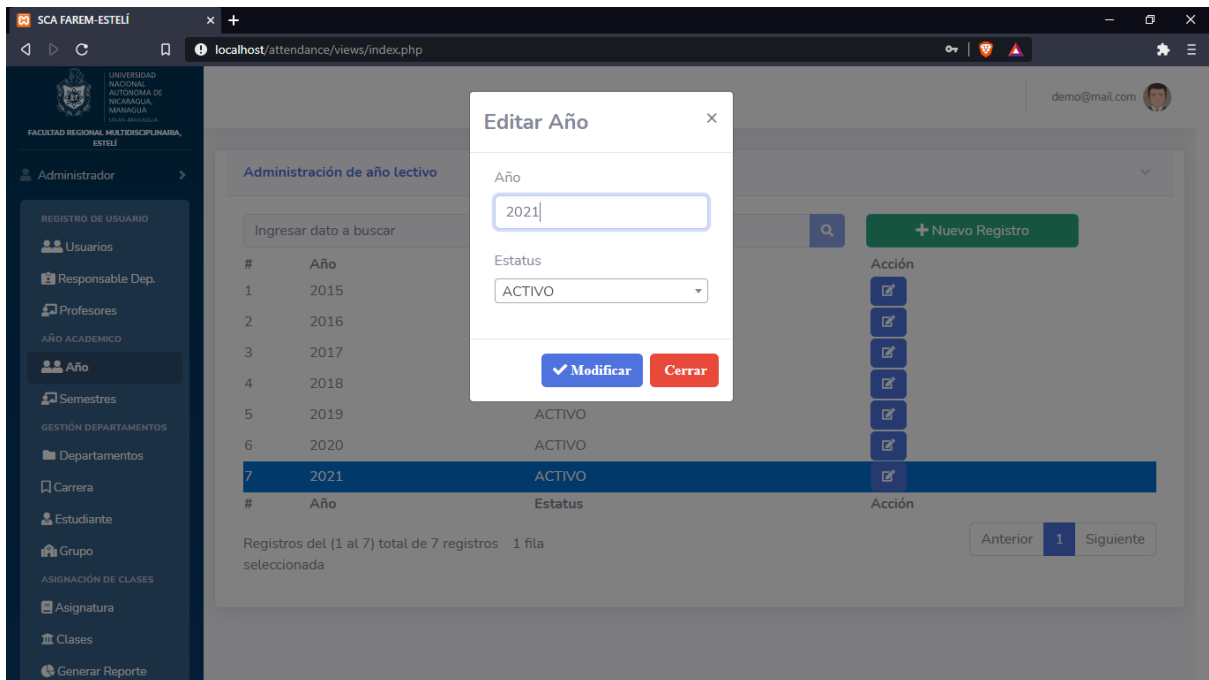 SCA FAREM-ESTELÍ
localhost/attendance/views/index.php
UNIVERSIDAD
NACIONAL
AUTÓNOMA DE
NICARAGUA,
MANAGUA
UNAN-MANAGUA
FACULTAD REGIONAL MULTIDISCIPLINARIA,
ESTELÍ
demo@mail.com
Administrador
REGISTRO DE USUARIO
Usuarios
Responsable Dep.
Profesores
AÑO ACADEMICO
Año
Semestres
GESTIÓN DEPARTAMENTOS
Departamentos
Carrera
Estudiante
Grupo
ASIGNACIÓN DE CLASES
Asignatura
Clases
Generar Reporte
Administración de año lectivo
Ingresar dato a buscar
Nuevo Registro
# Año Acción
1 2015
2 2016
3 2017
4 2018
5 2019 ACTIVO
6 2020 ACTIVO
7 2021 ACTIVO
# Año Estatus Acción
Registros del (1 al 7) total de 7 registros 1 fila
seleccionada
Anterior 1 Siguiente
Editar Año
Año
2021
Estatus
ACTIVO
Modificar Cerrar